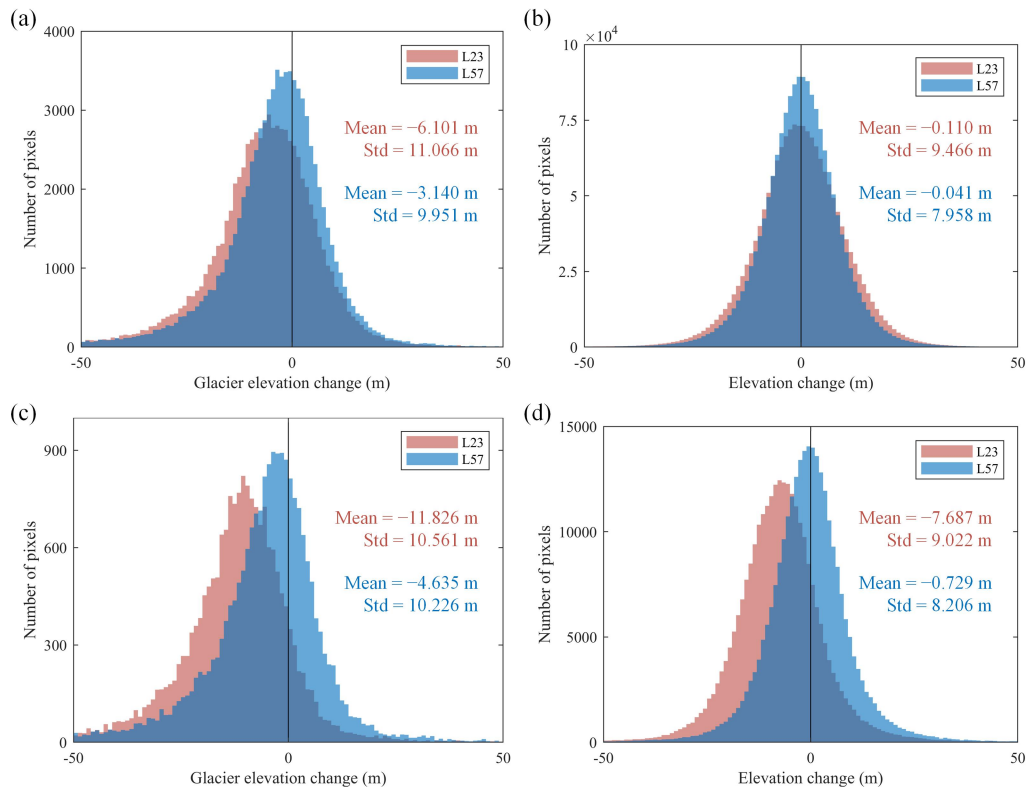 (a)
4000
3000
2000
1000
0
Number of pixels
L23
L57
Mean = −6.101 m
Std = 11.066 m
Mean = −3.140 m
Std = 9.951 m
-50
0
50
Glacier elevation change (m)
(b)
×10⁴
10
7.5
5
2.5
0
Number of pixels
L23
L57
Mean = −0.110 m
Std = 9.466 m
Mean = −0.041 m
Std = 7.958 m
-50
0
50
Elevation change (m)
(c)
900
600
300
0
Number of pixels
L23
L57
Mean = −11.826 m
Std = 10.561 m
Mean = −4.635 m
Std = 10.226 m
-50
0
50
Glacier elevation change (m)
(d)
15000
10000
5000
0
Number of pixels
L23
L57
Mean = −7.687 m
Std = 9.022 m
Mean = −0.729 m
Std = 8.206 m
-50
0
50
Elevation change (m)